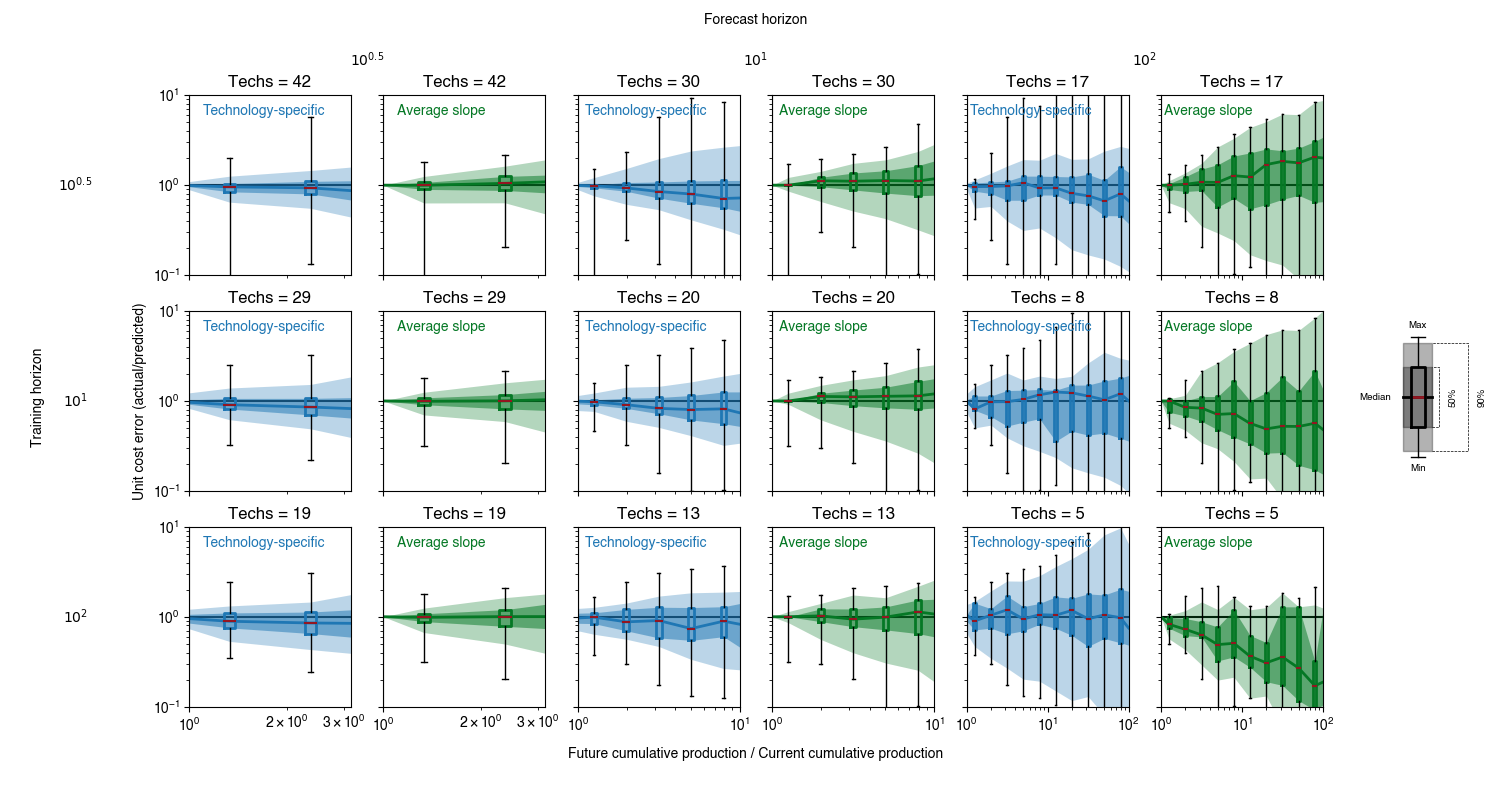 Forecast horizon
10^0.5 10^1 10^2
Techs = 42 Techs = 42 Techs = 30 Techs = 30 Techs = 17 Techs = 17
10^1
Technology-specific Average slope Technology-specific Average slope Technology-specific Average slope
10^0.5
10^0
10^-1
Techs = 29 Techs = 29 Techs = 20 Techs = 20 Techs = 8 Techs = 8
10^1
Technology-specific Average slope Technology-specific Average slope Technology-specific Average slope
Training horizon
Unit cost error (actual/predicted)
10^1
10^0
10^-1
Max
Median
50%
90%
Min
Techs = 19 Techs = 19 Techs = 13 Techs = 13 Techs = 5 Techs = 5
10^1
Technology-specific Average slope Technology-specific Average slope Technology-specific Average slope
10^2
10^0
10^-1
10^0 2 × 10^0 3 × 10^0 10^0 2 × 10^0 3 × 10^0 10^0 10^1 10^0 10^1 10^0 10^1 10^2 10^0 10^1 10^2
Future cumulative production / Current cumulative production